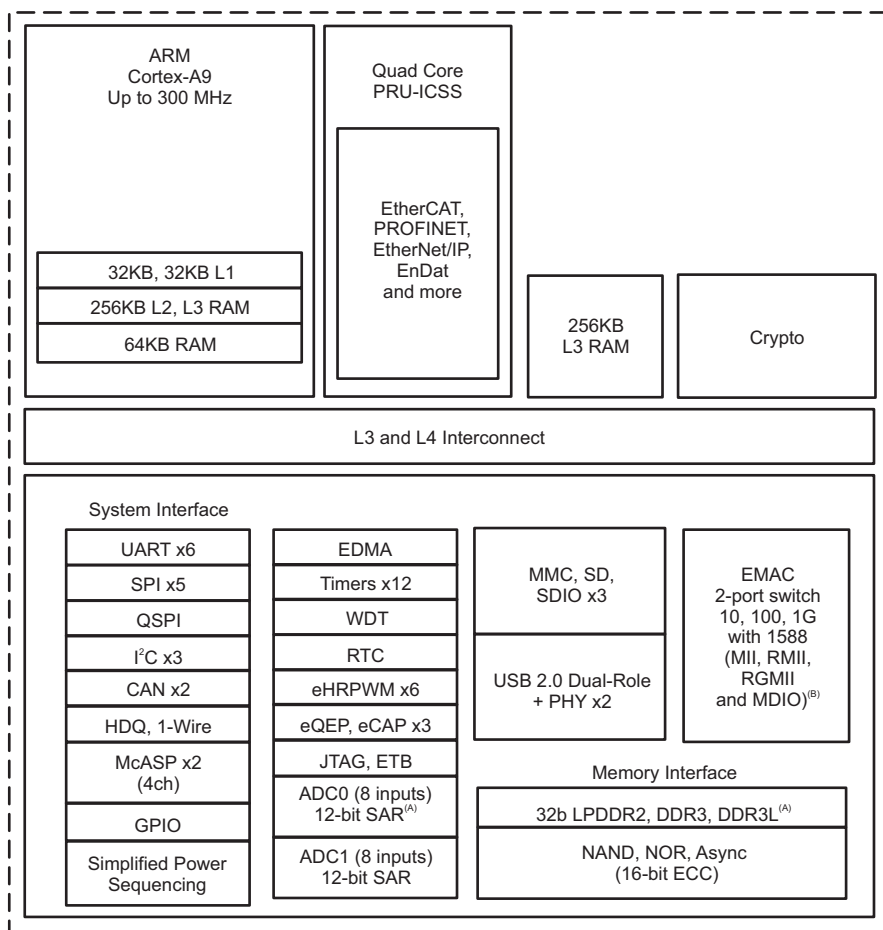 ARM
Cortex-A9
Up to 300 MHz
32KB, 32KB L1
256KB L2, L3 RAM
64KB RAM
Quad Core
PRU-ICSS
EtherCAT,
PROFINET,
EtherNet/IP,
EnDat
and more
256KB
L3 RAM
Crypto
L3 and L4 Interconnect
System Interface
UART x6
SPI x5
QSPI
I²C x3
CAN x2
HDQ, 1-Wire
McASP x2
(4ch)
GPIO
Simplified Power
Sequencing
EDMA
Timers x12
WDT
RTC
eHRPWM x6
eQEP, eCAP x3
JTAG, ETB
ADC0 (8 inputs)
12-bit SAR(A)
ADC1 (8 inputs)
12-bit SAR
MMC, SD,
SDIO x3
USB 2.0 Dual-Role
+ PHY x2
EMAC
2-port switch
10, 100, 1G
with 1588
(MII, RMII,
RGMII
and MDIO)(B)
Memory Interface
32b LPDDR2, DDR3, DDR3L(A)
NAND, NOR, Async
(16-bit ECC)